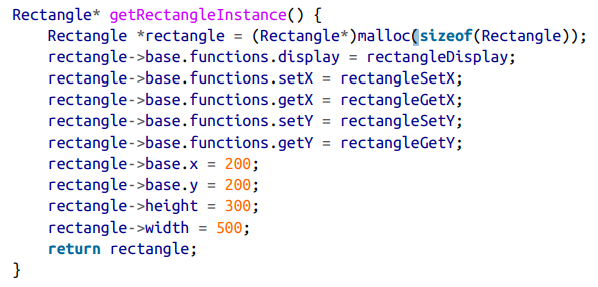 Rectangle* getRectangleInstance() {
    Rectangle *rectangle = (Rectangle*)malloc(sizeof(Rectangle));
    rectangle->base.functions.display = rectangleDisplay;
    rectangle->base.functions.setX = rectangleSetX;
    rectangle->base.functions.getX = rectangleGetX;
    rectangle->base.functions.setY = rectangleSetY;
    rectangle->base.functions.getY = rectangleGetY;
    rectangle->base.x = 200;
    rectangle->base.y = 200;
    rectangle->height = 300;
    rectangle->width = 500;
    return rectangle;
}